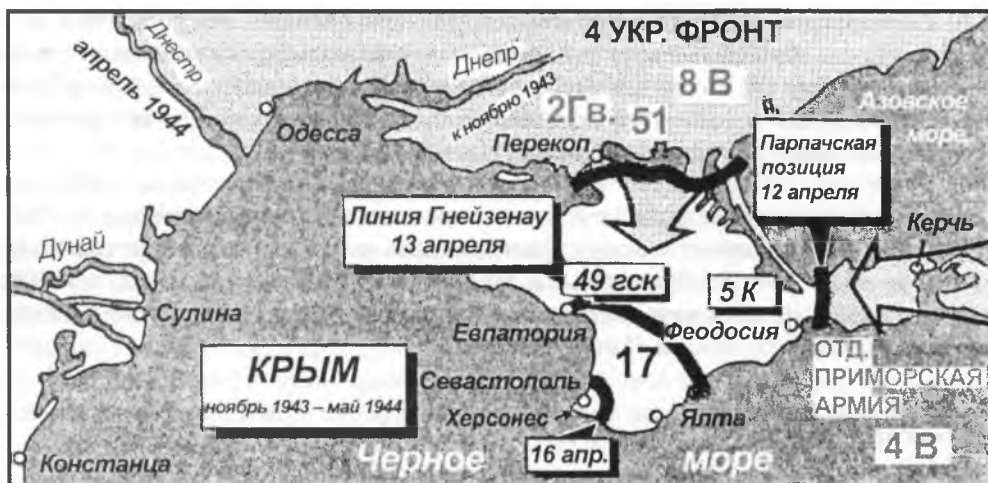 4 УКР. ФРОНТ
Днестр
апрель 1944
Днепр
к ноябрю 1943
8 В
2Гв. 51
Азовское
море
Одесса
Перекоп
Парпачская
позиция
12 апреля
Линия Гнейзенау
13 апреля
Керчь
Дунай
49 гск
5 К
Сулина
Евпатория
Феодосия
17
ОТД.
ПРИМОРСКАЯ
АРМИЯ
4 В
КРЫМ
ноябрь 1943 – май 1944
Севастополь
Херсонес
Ялта
16 апр.
Констанца
Черное море